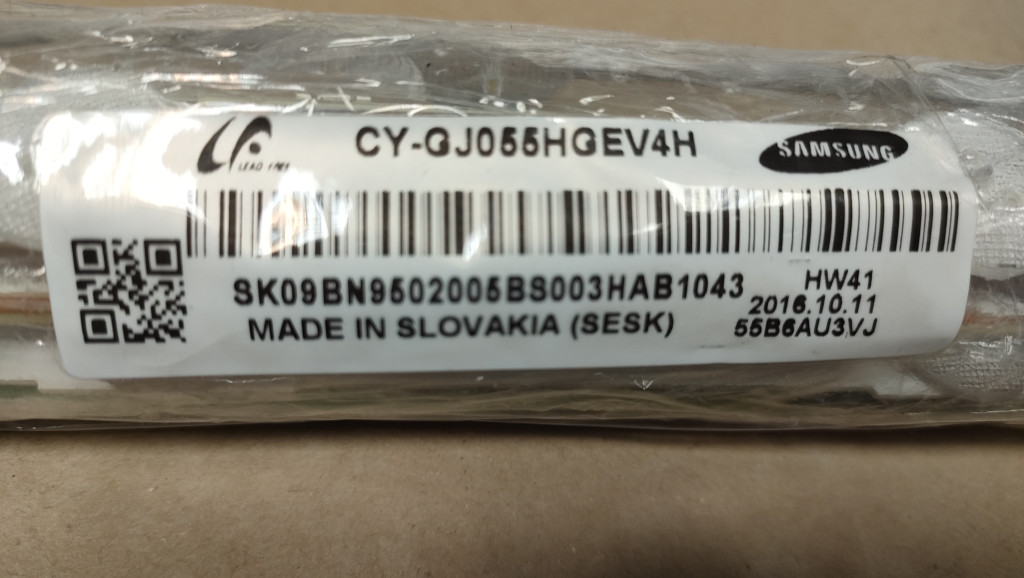 LEAD FREE
CY-GJ055HGEV4H
SAMSUNG
SK09BN9502005BS003HAB1043
HW41
2016.10.11
MADE IN SLOVAKIA (SESK)
55B6AU3VJ